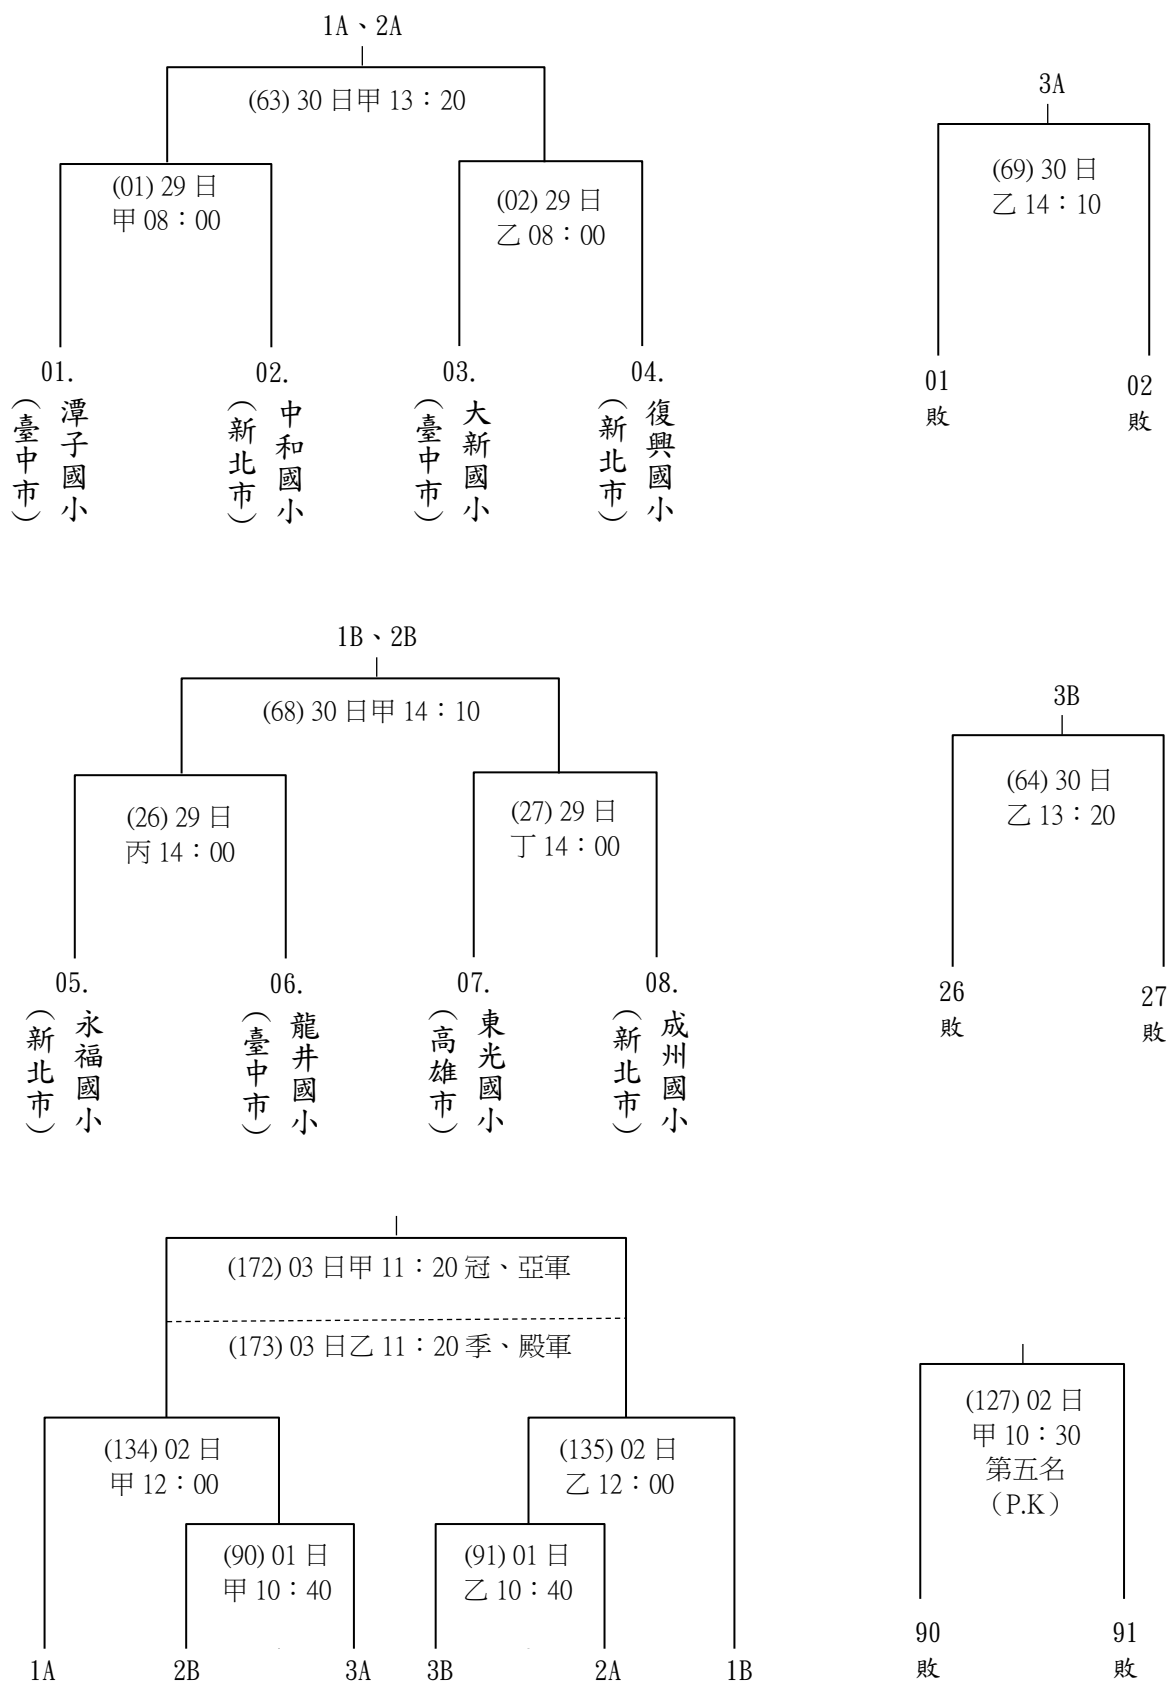 1A、2A
(63) 30 日甲 13：20
(01) 29 日
甲 08：00
(02) 29 日
乙 08：00
01.
潭子國小
（臺中市）
02.
中和國小
（新北市）
03.
大新國小
（臺中市）
04.
復興國小
（新北市）
3A
(69) 30 日
乙 14：10
01
敗
02
敗
1B、2B
(68) 30 日甲 14：10
(26) 29 日
丙 14：00
(27) 29 日
丁 14：00
05.
永福國小
（新北市）
06.
龍井國小
（臺中市）
07.
東光國小
（高雄市）
08.
成州國小
（新北市）
3B
(64) 30 日
乙 13：20
26
敗
27
敗
(172) 03 日甲 11：20 冠、亞軍
(173) 03 日乙 11：20 季、殿軍
(134) 02 日
甲 12：00
(135) 02 日
乙 12：00
(90) 01 日
甲 10：40
(91) 01 日
乙 10：40
1A
2B
3A
3B
2A
1B
(127) 02 日
甲 10：30
第五名
（P.K）
90
敗
91
敗